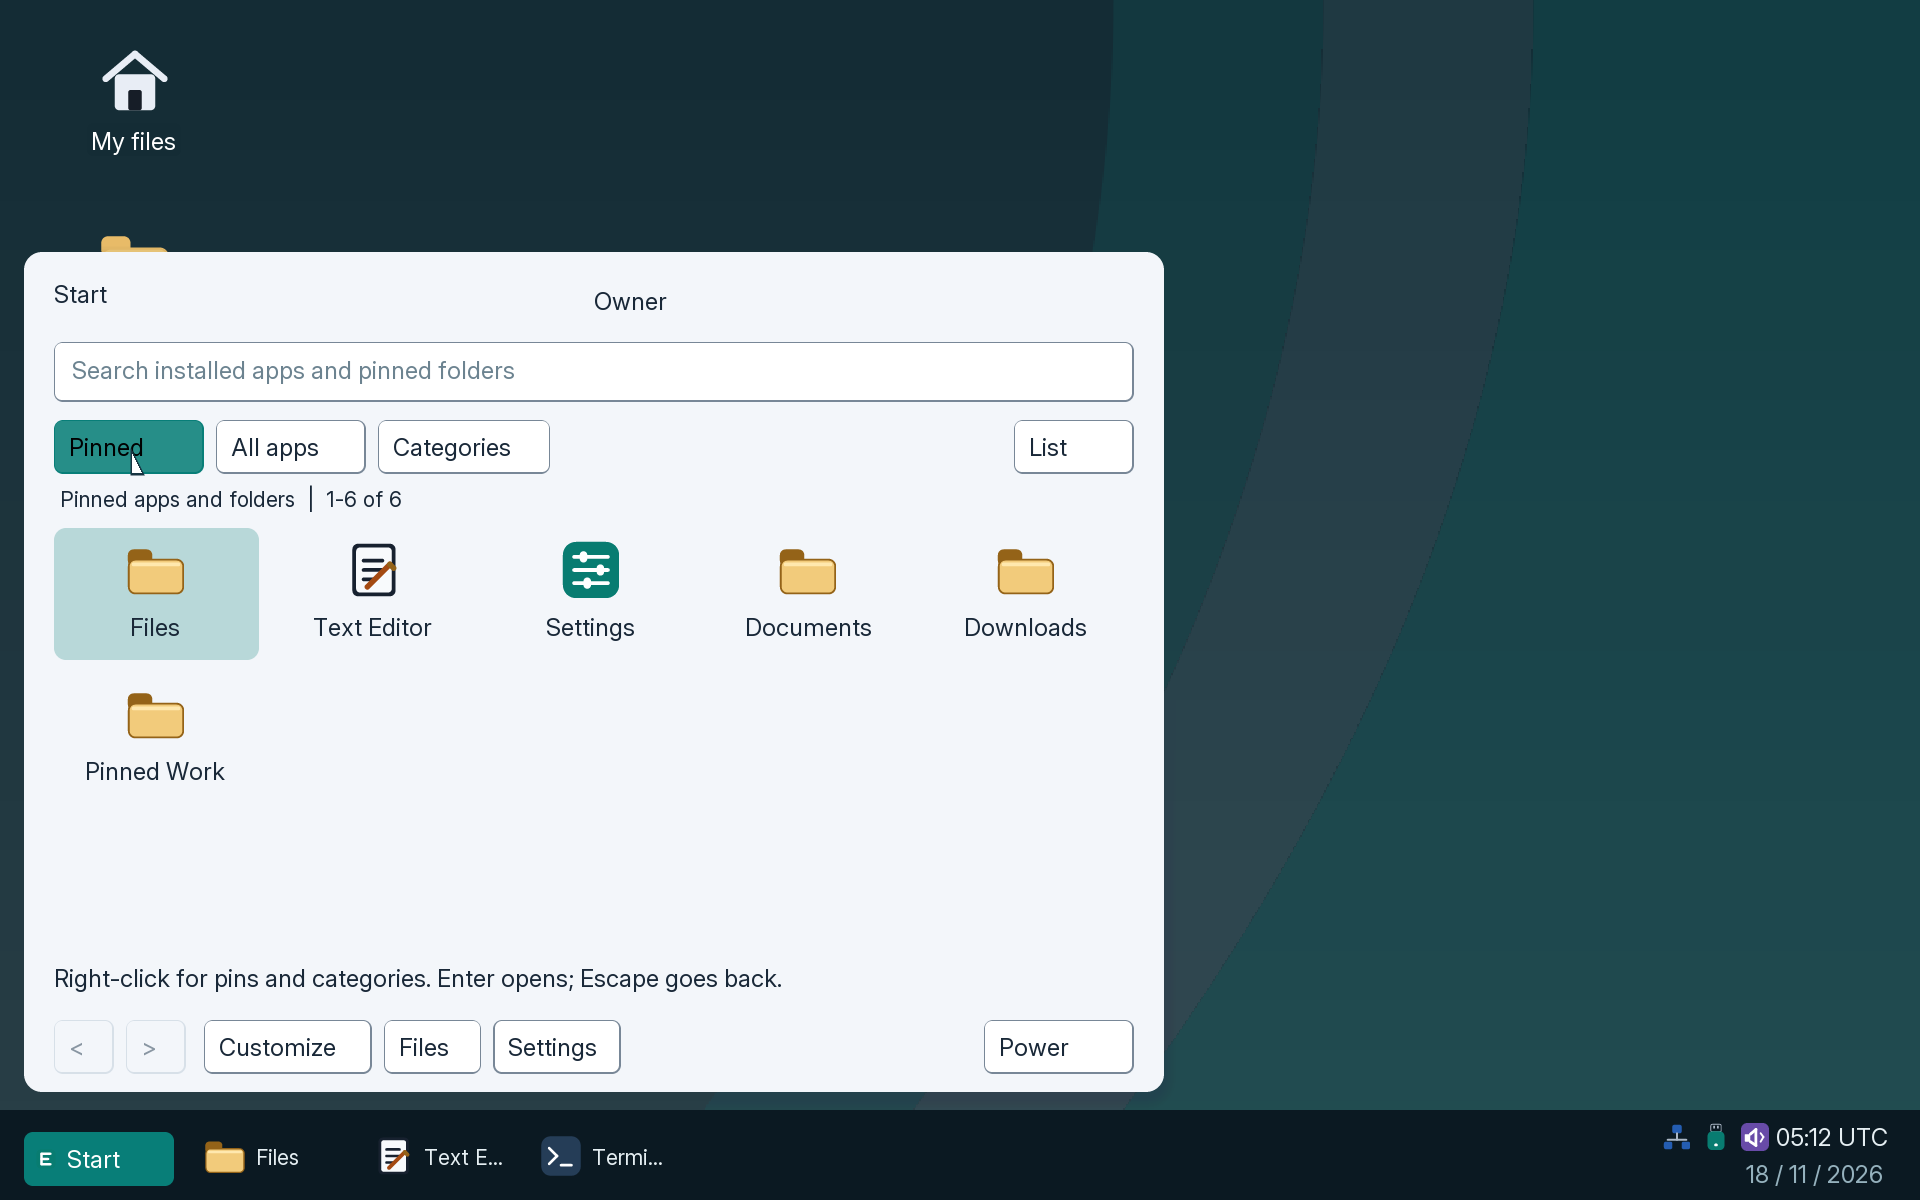 My files
Start
Owner
Search installed apps and pinned folders
Pinned
All apps
Categories
List
Pinned apps and folders | 1-6 of 6
Files
Text Editor
Settings
Documents
Downloads
Pinned Work
Right-click for pins and categories. Enter opens; Escape goes back.
<
>
Customize
Files
Settings
Power
E Start
Files
Text E...
Termi...
05:12 UTC
18 / 11 / 2026